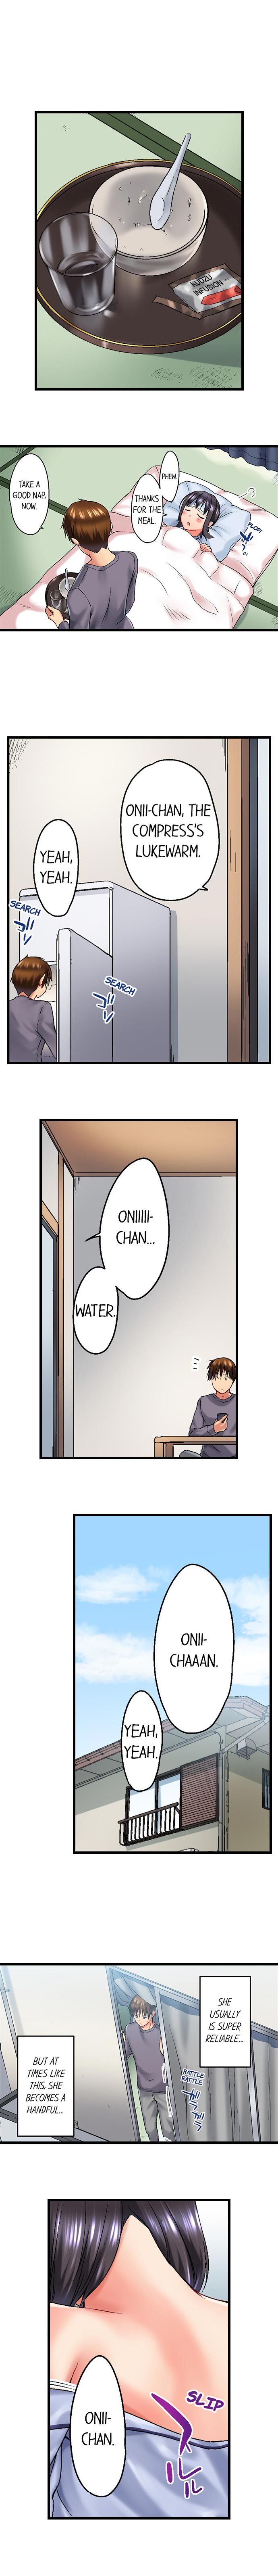 KUDZU
INFUSION
TAKE A
GOOD NAP,
NOW.
PHEW.
THANKS
FOR THE
MEAL.
PLOP!
ONII-CHAN, THE
COMPRESS'S
LUKEWARM.
YEAH,
YEAH.
SEARCH
SEARCH
ONIIIII-
CHAN...
WATER.
ONII-
CHAAAN.
YEAH,
YEAH.
SHE
USUALLY
IS SUPER
RELIABLE...
RATTLE
RATTLE
BUT AT
TIMES LIKE
THIS, SHE
BECOMES A
HANDFUL...
SLIP
ONII-
CHAN.